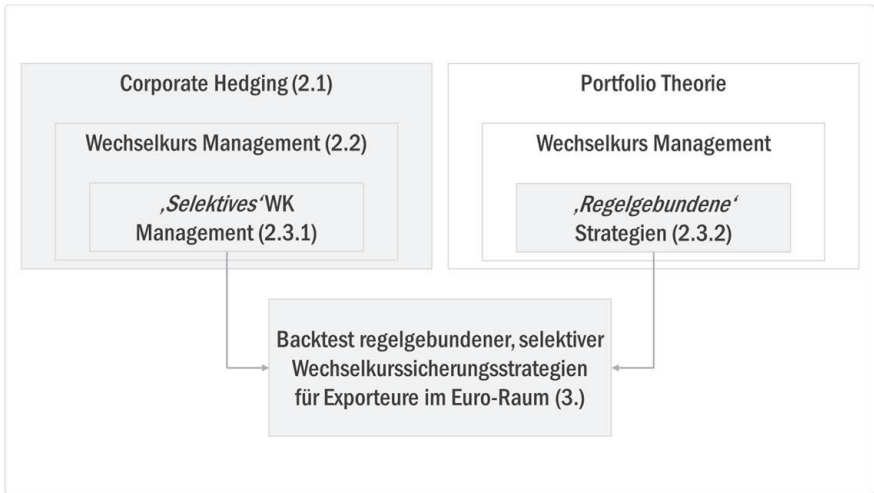 Corporate Hedging (2.1)
Wechselkurs Management (2.2)
‚Selektives‘WK
Management (2.3.1)
Portfolio Theorie
Wechselkurs Management
‚Regelgebundene‘
Strategien (2.3.2)
Backtest regelgebundener, selektiver
Wechselkurssicherungsstrategien
für Exporteure im Euro-Raum (3.)